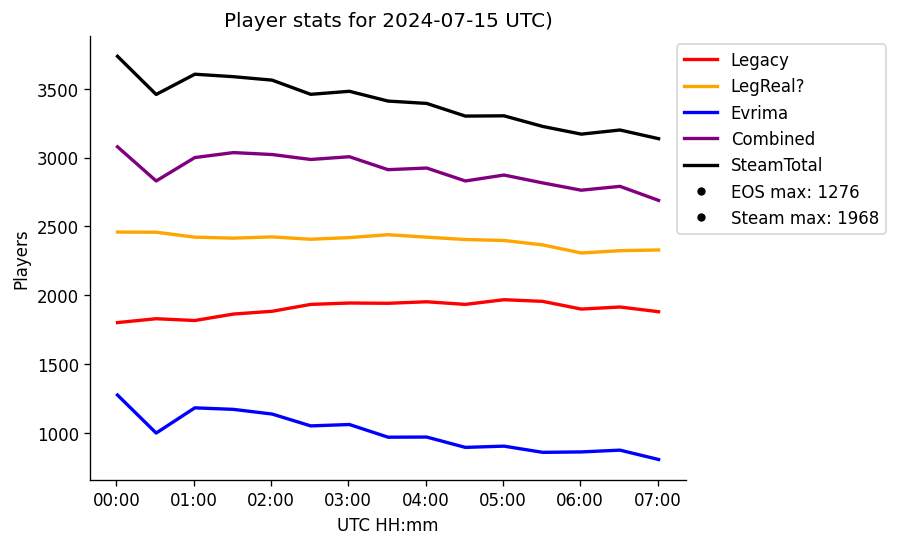 Player stats for 2024-07-15 UTC)
Legacy
LegReal?
Evrima
Combined
SteamTotal
EOS max: 1276
Steam max: 1968
Players
3500
3000
2500
2000
1500
1000
00:00 01:00 02:00 03:00 04:00 05:00 06:00 07:00
UTC HH:mm